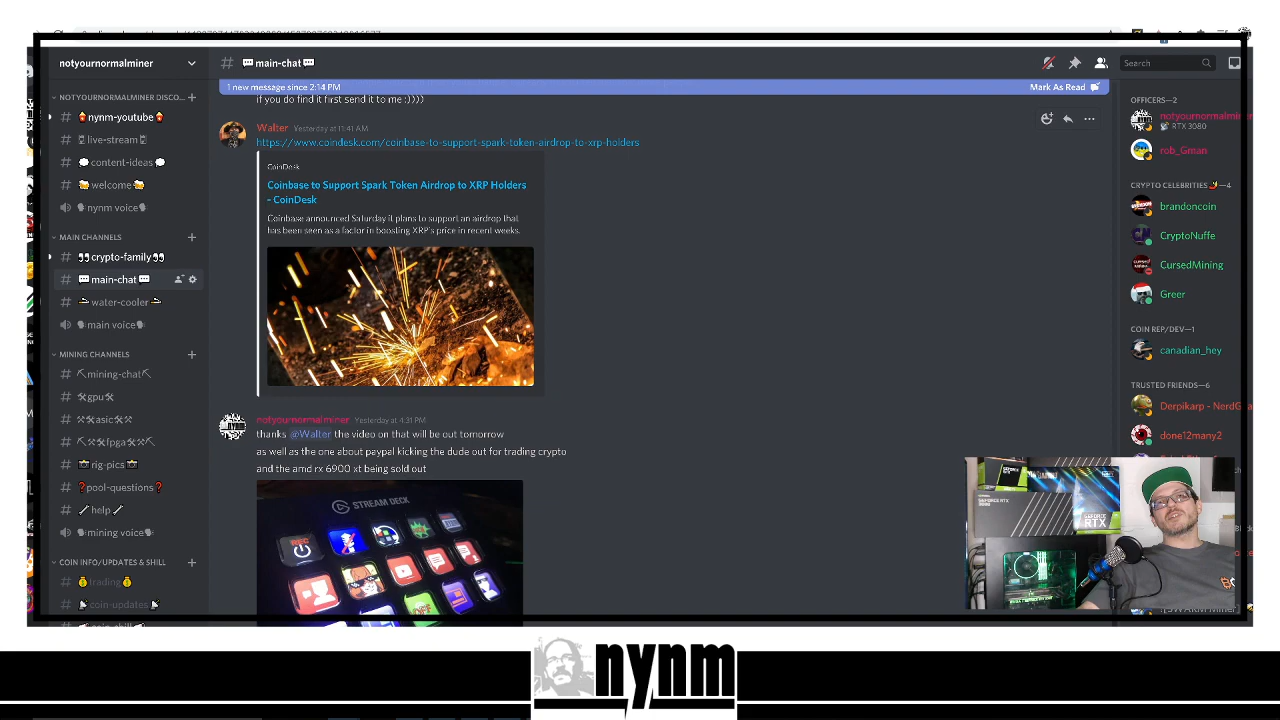 notyournormalminer
main-chat
Search
1 new message since 2:14 PM
Mark As Read
NOTYOURNORMALMINER DISCO...
nynm-youtube
live-stream
content-ideas
welcome
nynm voice
MAIN CHANNELS
crypto-family
main-chat
water-cooler
main voice
MINING CHANNELS
mining-chat
gpu
asic
fpga
rig-pics
pool-questions
help
mining voice
COIN INFO/UPDATES & SHILL
trading
coin-updates
if you do find it first send it to me :))))
Walter Yesterday at 11:41 AM
https://www.coindesk.com/coinbase-to-support-spark-token-airdrop-to-xrp-holders
CoinDesk
Coinbase to Support Spark Token Airdrop to XRP Holders
- CoinDesk
Coinbase announced Saturday it plans to support an airdrop that
has been seen as a factor in boosting XRP's price in recent weeks.
notyournormalminer Yesterday at 4:31 PM
thanks @Walter the video on that will be out tomorrow
as well as the one about paypal kicking the dude out for trading crypto
and the amd rx 6900 xt being sold out
STREAM DECK
REC
OFFICERS—2
notyournormalminer
RTX 3080
rob_Gman
CRYPTO CELEBRITIES—4
brandoncoin
CryptoNuffe
CursedMining
Greer
COIN REP/DEV—1
canadian_hey
TRUSTED FRIENDS—6
Derpikarp - NerdGea
done12many2
GEFORCE
RTX
nynm